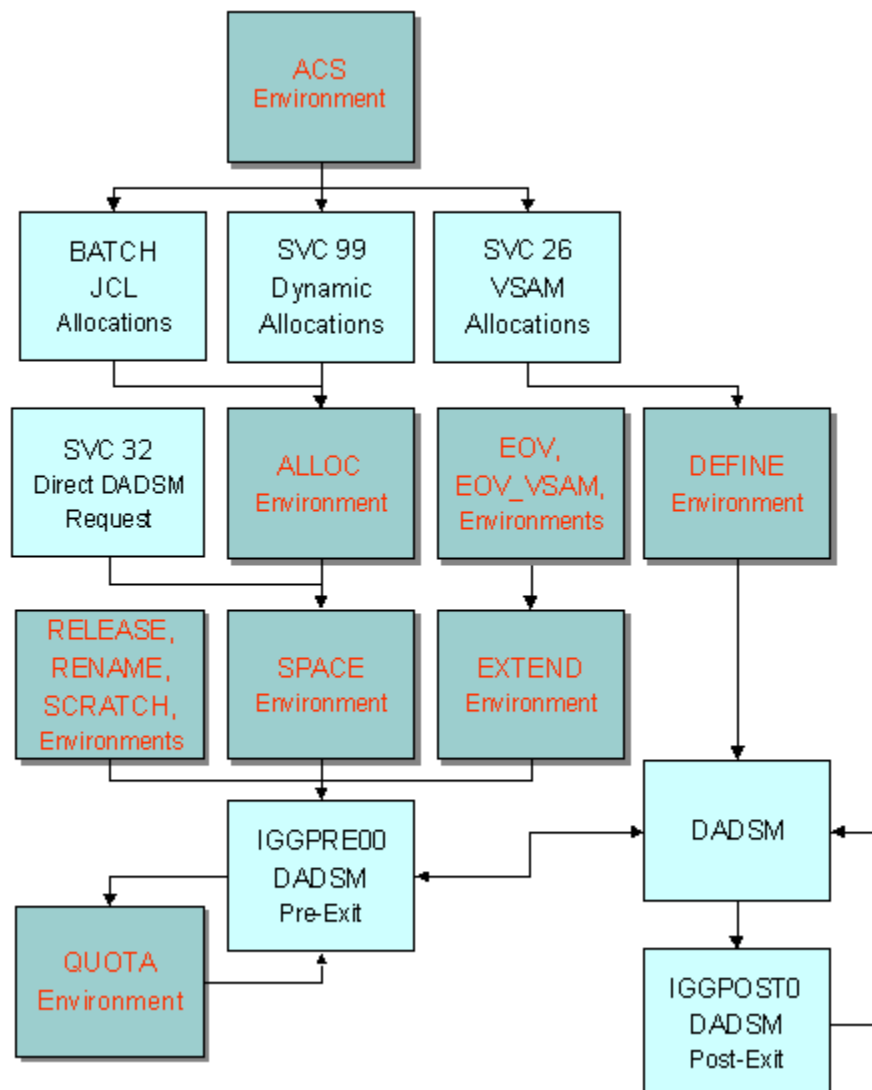 ACS
Environment
BATCH
JCL
Allocations
SVC 99
Dynamic
Allocations
SVC 26
VSAM
Allocations
SVC 32
Direct DADSM
Request
ALLOC
Environment
EOV,
EOV_VSAM,
Environments
DEFINE
Environment
RELEASE,
RENAME,
SCRATCH,
Environments
SPACE
Environment
EXTEND
Environment
IGGPRE00
DADSM
Pre-Exit
DADSM
QUOTA
Environment
IGGPOST0
DADSM
Post-Exit